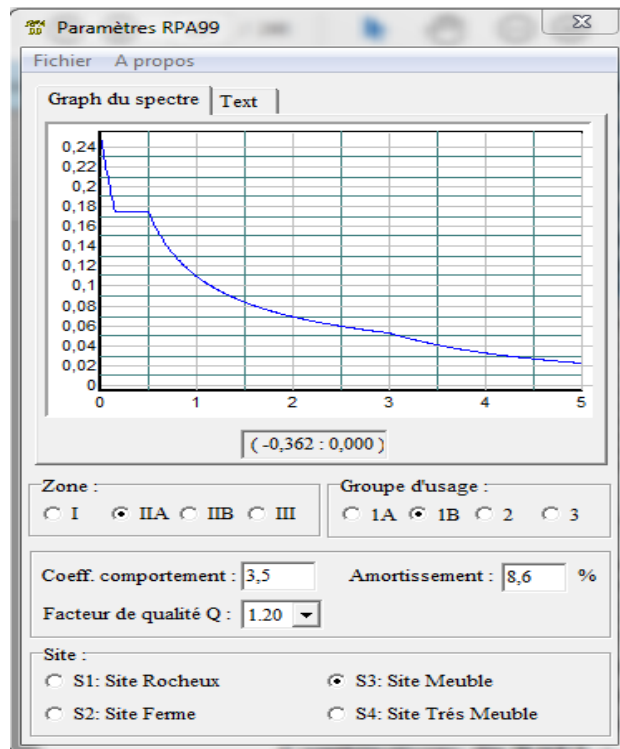 Paramètres RPA99
Fichier A propos
Graph du spectre Text
0,24
0,22
0,2
0,18
0,16
0,14
0,12
0,1
0,08
0,06
0,04
0,02
0
0 1 2 3 4 5
( -0,362 : 0,000 )
Zone : Groupe d'usage :
I IIA IIB III 1A 1B 2 3
Coeff. comportement : 3,5 Amortissement : 8,6 %
Facteur de qualité Q : 1.20
Site :
S1: Site Rocheux S3: Site Meuble
S2: Site Ferme S4: Site Trés Meuble